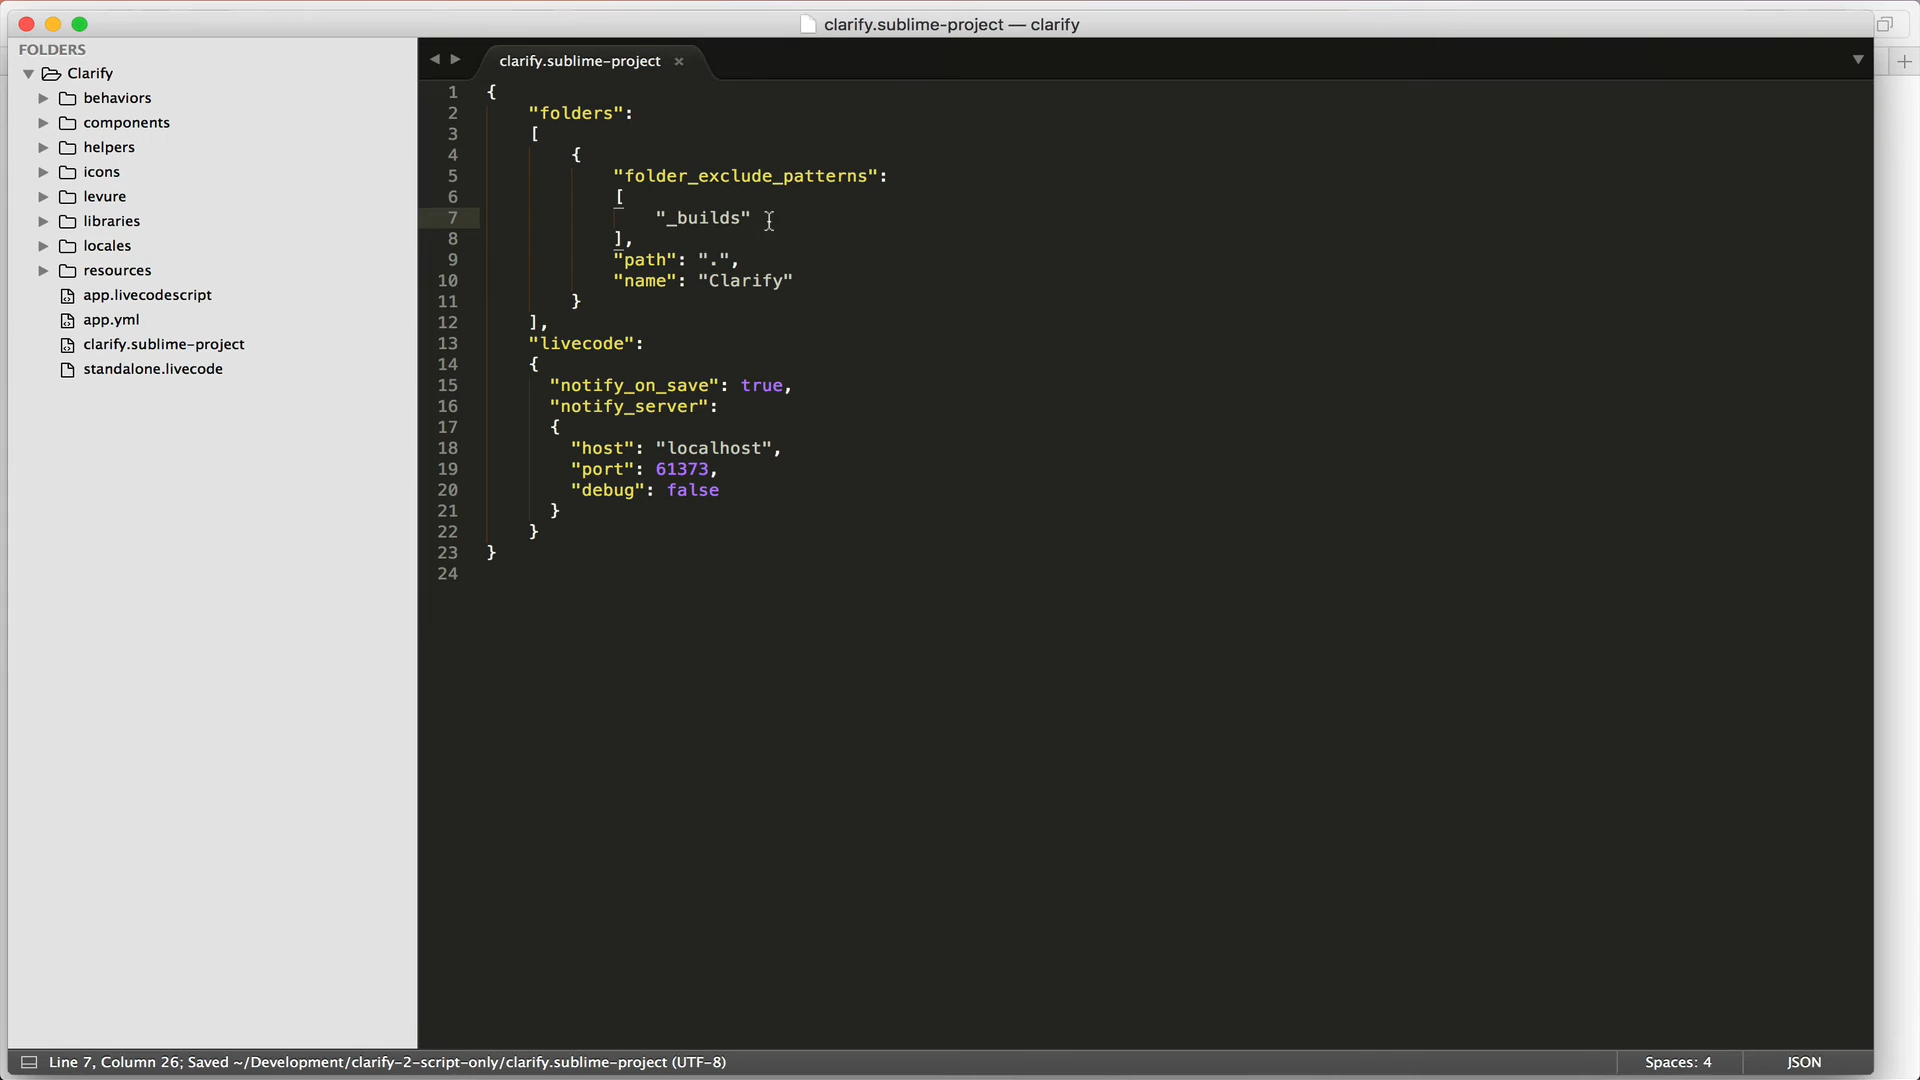 clarify.sublime-project — clarify
FOLDERS
Clarify
behaviors
components
helpers
icons
levure
libraries
locales
resources
app.livecodescript
app.yml
clarify.sublime-project
standalone.livecode
clarify.sublime-project ×
1 {
2 "folders":
3 [
4 {
5 "folder_exclude_patterns":
6 [
7 "_builds"
8 ],
9 "path": ".",
10 "name": "Clarify"
11 }
12 ],
13 "livecode":
14 {
15 "notify_on_save": true,
16 "notify_server":
17 {
18 "host": "localhost",
19 "port": 61373,
20 "debug": false
21 }
22 }
23 }
24
Line 7, Column 26; Saved ~/Development/clarify-2-script-only/clarify.sublime-project (UTF-8)
Spaces: 4
JSON